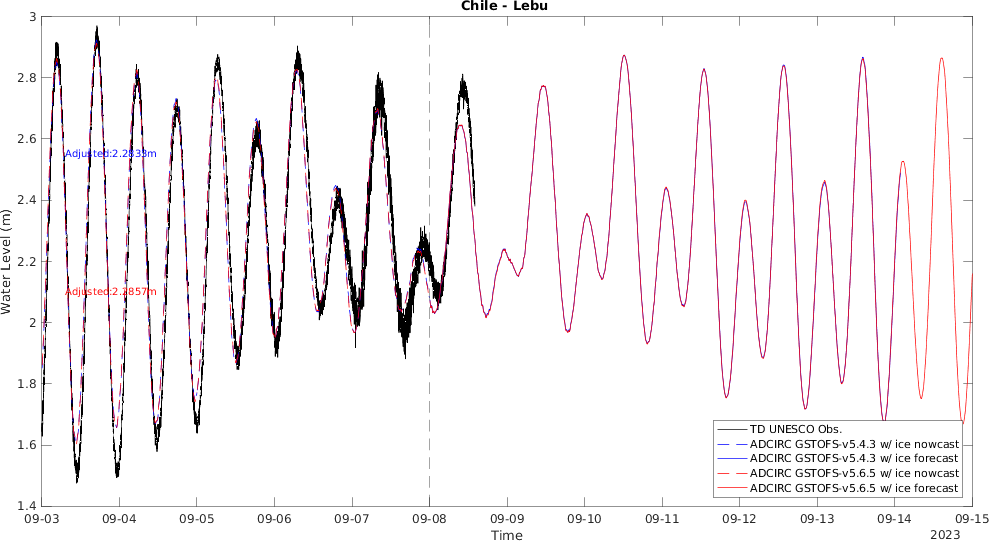 Chile - Lebu
3
2.8
2.6
2.4
2.2
2
1.8
1.6
1.4
Water Level (m)
Adjusted:2.2833m
Adjusted:2.2857m
TD UNESCO Obs.
ADCIRC GSTOFS-v5.4.3 w/ ice nowcast
ADCIRC GSTOFS-v5.4.3 w/ ice forecast
ADCIRC GSTOFS-v5.6.5 w/ ice nowcast
ADCIRC GSTOFS-v5.6.5 w/ ice forecast
09-03 09-04 09-05 09-06 09-07 09-08 09-09 09-10 09-11 09-12 09-13 09-14 09-15
Time
2023